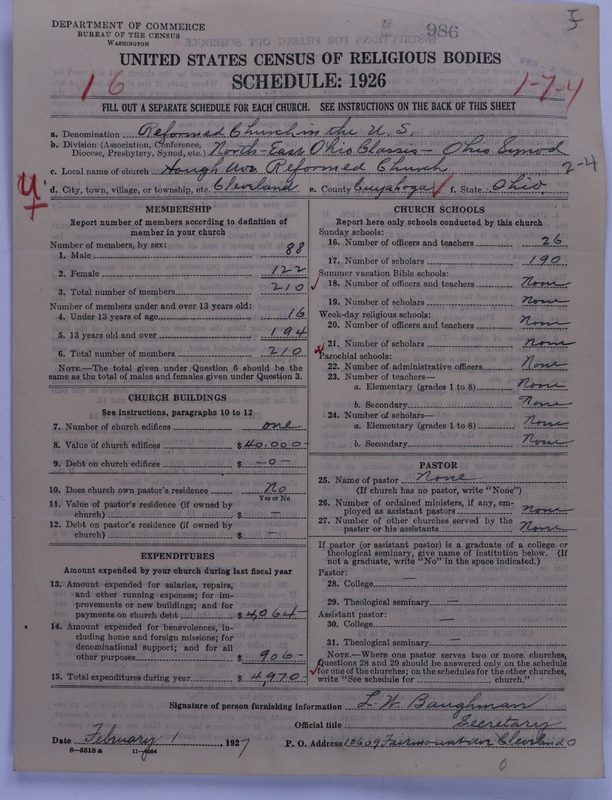 DEPARTMENT OF COMMERCE
BUREAU OF THE CENSUS
WASHINGTON
986
UNITED STATES CENSUS OF RELIGIOUS BODIES
SCHEDULE: 1926
1 6
1-7-4
FILL OUT A SEPARATE SCHEDULE FOR EACH CHURCH. SEE INSTRUCTIONS ON THE BACK OF THIS SHEET
a. Denomination Reformed Church in the U.S.
b. Division (Association, Conference, Diocese, Presbytery, Synod, etc.) North-East Ohio Classis - Ohio Synod
c. Local name of church Hough Ave Reformed Church
2-4
d. City, town, village, or township, etc. Cleveland e. County Cuyahoga f. State Ohio
MEMBERSHIP
Report number of members according to definition of
member in your church
Number of members, by sex:
1. Male 88
2. Female 122
3. Total number of members 210
Number of members under and over 13 years old:
4. Under 13 years of age 16
5. 13 years old and over 194
6. Total number of members 210
NOTE.—The total given under Question 6 should be
same as the total of males and females given under Question 3.
CHURCH BUILDINGS
See instructions, paragraphs 10 to 12
7. Number of church edifices one
8. Value of church edifices $40,000-
9. Debt on church edifices $-0-
10. Does church own pastor's residence No
Yes or No
11. Value of pastor's residence (if owned by
church) $ -
12. Debt on pastor's residence (if owned by
church) $ -
EXPENDITURES
Amount expended by your church during last fiscal year
13. Amount expended for salaries, repairs,
and other running expenses; for im-
provements or new buildings; and for
payments on church debt $4,064-
14. Amount expended for benevolences, in-
cluding home and foreign missions; for
denominational support; and for all
other purposes $ 906-
15. Total expenditures during year $4,970-
CHURCH SCHOOLS
Report here only schools conducted by this church
Sunday schools:
16. Number of officers and teachers 26
17. Number of scholars 190
Summer vacation Bible schools:
18. Number of officers and teachers None
19. Number of scholars None
Week-day religious schools:
20. Number of officers and teachers None
21. Number of scholars None
Parochial schools:
22. Number of administrative officers None
23. Number of teachers—
a. Elementary (grades 1 to 8) None
b. Secondary None
24. Number of scholars—
a. Elementary (grades 1 to 8) None
b. Secondary None
PASTOR
25. Name of pastor None
(If church has no pastor, write "None")
26. Number of ordained ministers, if any, em-
ployed as assistant pastors None
27. Number of other churches served by the
pastor or his assistants None
If pastor (or assistant pastor) is a graduate of a college or
theological seminary, give name of institution below. (If
not a graduate, write "No" in the space indicated.)
Pastor:
28. College —
29. Theological seminary —
Assistant pastor:
30. College —
31. Theological seminary —
NOTE.—Where one pastor serves two or more churches,
Questions 28 and 29 should be answered only on the schedule
for one of the churches; on the schedules for the other churches,
write "See schedule for church."
Signature of person furnishing information L. W. Baughman
Official title Secretary
Date February 1, 1927 P. O. Address 10609 Fairmount Ave Cleveland O
8-5518a